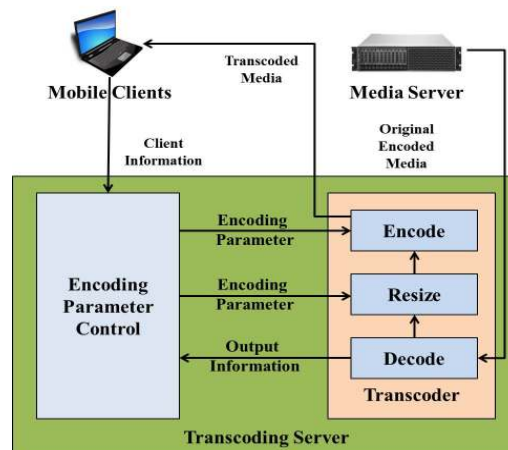 Transcoded
Media
Mobile Clients
Media Server
Client
Information
Original
Encoded
Media
Encoding
Parameter
Encode
Encoding
Parameter
Control
Encoding
Parameter
Resize
Output
Information
Decode
Transcoder
Transcoding Server